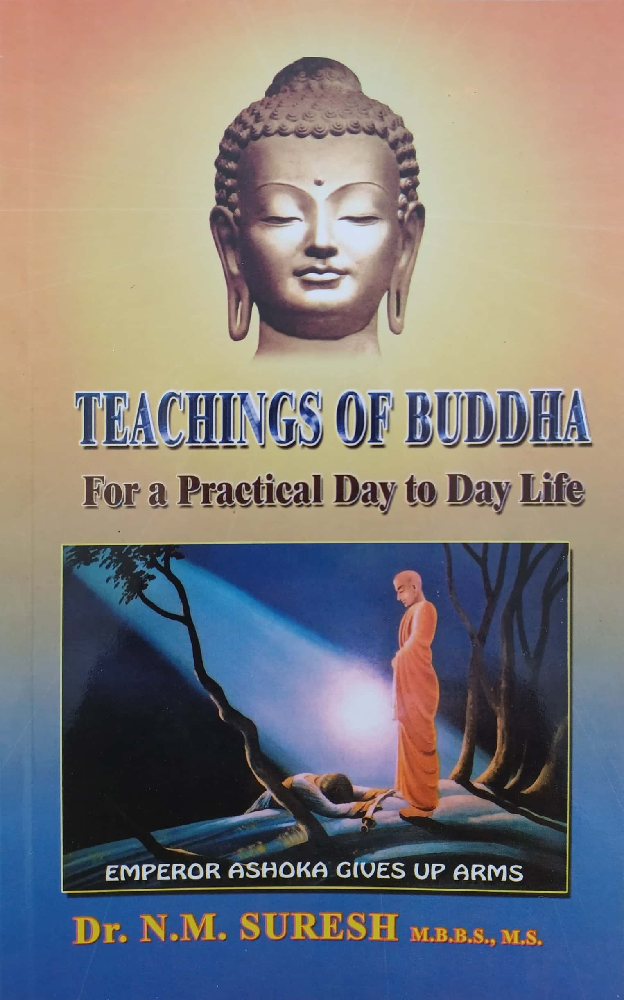 TEACHINGS OF BUDDHA
For a Practical Day to Day Life
EMPEROR ASHOKA GIVES UP ARMS
Dr. N.M. SURESH M.B.B.S., M.S.